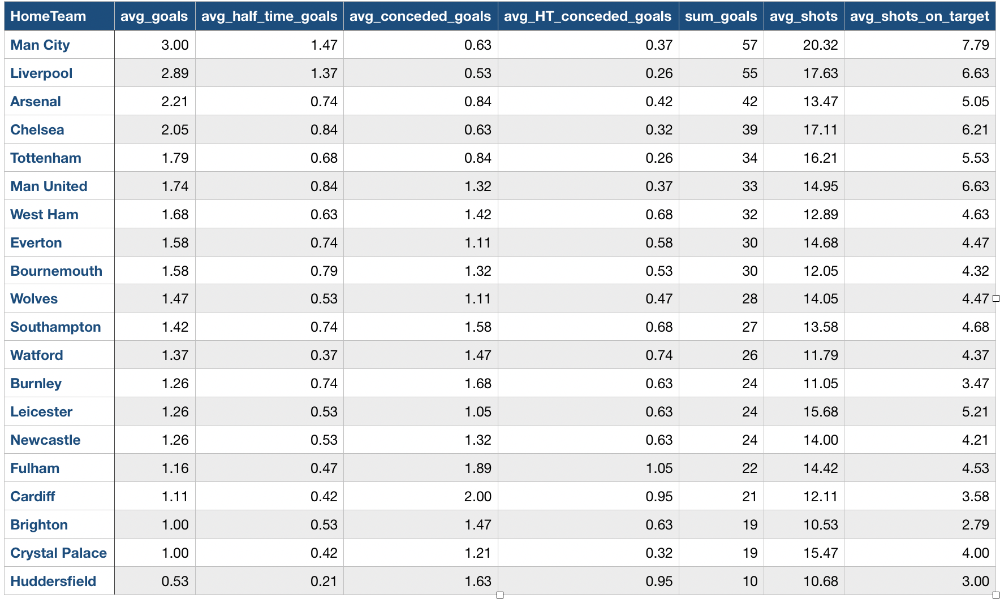 HomeTeam avg_goals avg_half_time_goals avg_conceded_goals avg_HT_conceded_goals sum_goals avg_shots avg_shots_on_target
Man City 3.00 1.47 0.63 0.37 57 20.32 7.79
Liverpool 2.89 1.37 0.53 0.26 55 17.63 6.63
Arsenal 2.21 0.74 0.84 0.42 42 13.47 5.05
Chelsea 2.05 0.84 0.63 0.32 39 17.11 6.21
Tottenham 1.79 0.68 0.84 0.26 34 16.21 5.53
Man United 1.74 0.84 1.32 0.37 33 14.95 6.63
West Ham 1.68 0.63 1.42 0.68 32 12.89 4.63
Everton 1.58 0.74 1.11 0.58 30 14.68 4.47
Bournemouth 1.58 0.79 1.32 0.53 30 12.05 4.32
Wolves 1.47 0.53 1.11 0.47 28 14.05 4.47
Southampton 1.42 0.74 1.58 0.68 27 13.58 4.68
Watford 1.37 0.37 1.47 0.74 26 11.79 4.37
Burnley 1.26 0.74 1.68 0.63 24 11.05 3.47
Leicester 1.26 0.53 1.05 0.63 24 15.68 5.21
Newcastle 1.26 0.53 1.32 0.63 24 14.00 4.21
Fulham 1.16 0.47 1.89 1.05 22 14.42 4.53
Cardiff 1.11 0.42 2.00 0.95 21 12.11 3.58
Brighton 1.00 0.53 1.47 0.63 19 10.53 2.79
Crystal Palace 1.00 0.42 1.21 0.32 19 15.47 4.00
Huddersfield 0.53 0.21 1.63 0.95 10 10.68 3.00